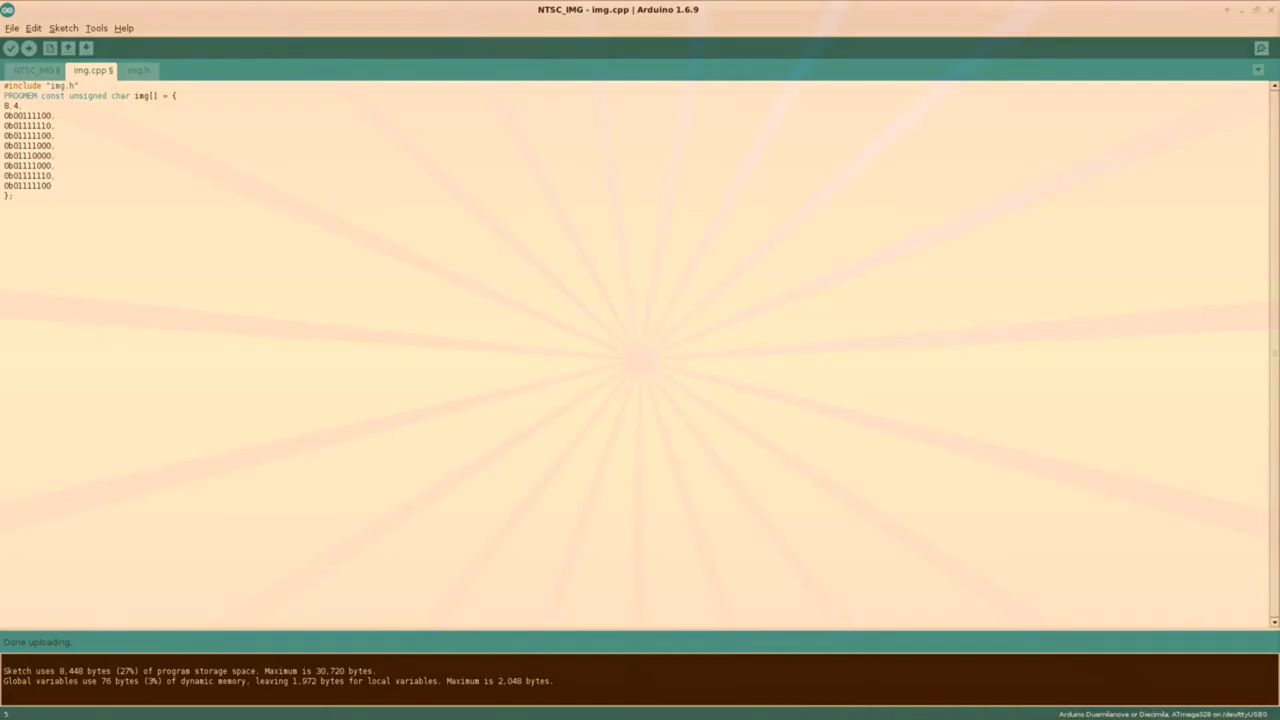 NTSC_IMG - img.cpp | Arduino 1.6.9
File Edit Sketch Tools Help
NTSC_IMG § img.cpp § img.h
#include "img.h"
PROGMEM const unsigned char img[] = {
8,4,
0b00111100,
0b01111110,
0b01111100,
0b01111000,
0b01110000,
0b01111000,
0b01111110,
0b01111100
};
Done uploading.
Sketch uses 8,448 bytes (27%) of program storage space. Maximum is 30,720 bytes.
Global variables use 76 bytes (3%) of dynamic memory, leaving 1,972 bytes for local variables. Maximum is 2,048 bytes.
5 Arduino Duemilanove or Diecimila, ATmega328 on /dev/ttyUSB0